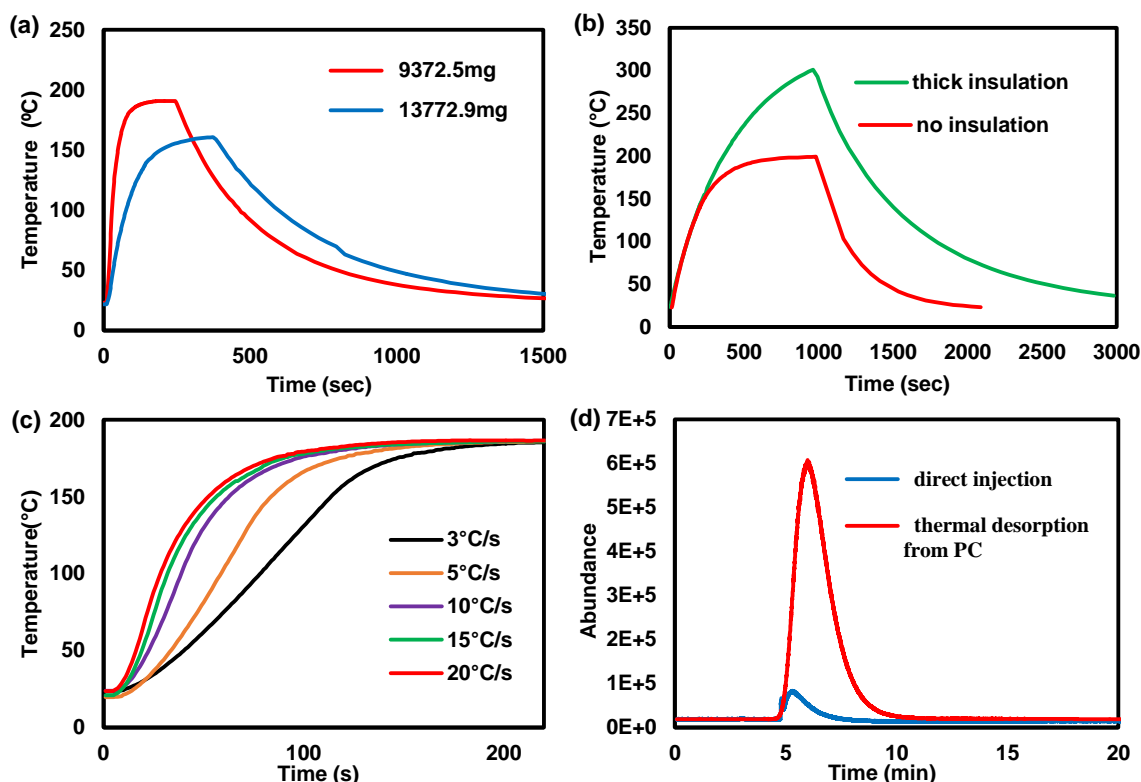 (a)
250
200
150
100
50
0
Temperature (ºC)
9372.5mg
13772.9mg
0 500 1000 1500
Time (sec)
(b)
350
300
250
200
150
100
50
0
Temperature (°C)
thick insulation
no insulation
0 500 1000 1500 2000 2500 3000
Time (sec)
(c)
200
150
100
50
0
Temperature(°C)
3°C/s
5°C/s
10°C/s
15°C/s
20°C/s
0 100 200
Time (s)
(d)
7E+5
6E+5
5E+5
4E+5
3E+5
2E+5
1E+5
0E+0
Abundance
direct injection
thermal desorption
from PC
0 5 10 15 20
Time (min)